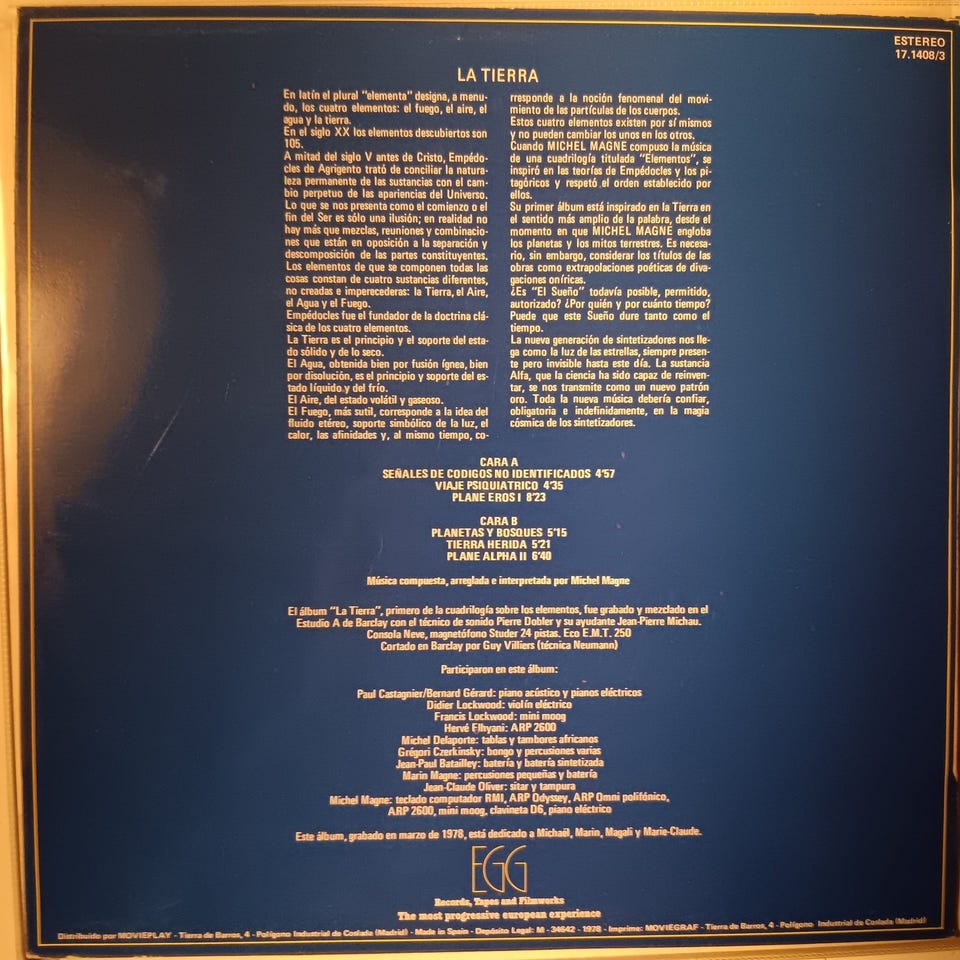 ESTEREO
17.1408/3
LA TIERRA
En latín el plural "elementa" designa, a menu-
do, los cuatro elementos: el fuego, el aire, el
agua y la tierra.
En el siglo XX los elementos descubiertos son
105.
A mitad del siglo V antes de Cristo, Empédo-
cles de Agrigento trató de conciliar la natura-
leza permanente de las sustancias con el cam-
bio perpetuo de las apariencias del Universo.
Lo que se nos presenta como el comienzo o el
fin del Ser es sólo una ilusión; en realidad no
hay más que mezclas, reuniones y combinacio-
nes que están en oposición a la separación y
descomposición de las partes constituyentes.
Los elementos de que se componen todas las
cosas constan de cuatro sustancias diferentes,
no creadas e imperecederas: la Tierra, el Aire,
el Agua y el Fuego.
Empédocles fue el fundador de la doctrina clá-
sica de los cuatro elementos.
La Tierra es el principio y el soporte del esta-
do sólido y de lo seco.
El Agua, obtenida bien por fusión ígnea, bien
por disolución, es el principio y soporte del es-
tado líquido y del frío.
El Aire, del estado volátil y gaseoso.
El Fuego, más sutil, corresponde a la idea del
fluido etéreo, soporte simbólico de la luz, el
calor, las afinidades y, al mismo tiempo, co-
rresponde a la noción fenomenal del movi-
miento de las partículas de los cuerpos.
Estos cuatro elementos existen por sí mismos
y no pueden cambiar los unos en los otros.
Cuando MICHEL MAGNE compuso la música
de una cuadrilogía titulada "Elementos", se
inspiró en las teorías de Empédocles y los pi-
tagóricos y respetó el orden establecido por
ellos.
Su primer álbum está inspirado en la Tierra en
el sentido más amplio de la palabra, desde el
momento en que MICHEL MAGNE engloba
los planetas y los mitos terrestres. Es necesa-
rio, sin embargo, considerar los títulos de las
obras como extrapolaciones poéticas de diva-
gaciones oníricas.
¿Es "El Sueño" todavía posible, permitido,
autorizado? ¿Por quién y por cuánto tiempo?
Puede que este Sueño dure tanto como el
tiempo.
La nueva generación de sintetizadores nos lle-
ga como la luz de las estrellas, siempre presen-
te pero invisible hasta este día. La sustancia
Alfa, que la ciencia ha sido capaz de reinven-
tar, se nos transmite como un nuevo patrón
oro. Toda la nueva música debería confiar,
obligatoria e indefinidamente, en la magia
cósmica de los sintetizadores.
CARA A
SEÑALES DE CODIGOS NO IDENTIFICADOS 4'57
VIAJE PSIQUIATRICO 4'35
PLANE EROS I 8'23
CARA B
PLANETAS Y BOSQUES 5'15
TIERRA HERIDA 5'21
PLANE ALPHA II 6'40
Música compuesta, arreglada e interpretada por Michel Magne
El álbum "La Tierra", primero de la cuadrilogía sobre los elementos, fue grabado y mezclado en el
Estudio A de Barclay con el técnico de sonido Pierre Dobler y su ayudante Jean-Pierre Michau.
Consola Neve, magnetófono Studer 24 pistas. Eco E.M.T. 250
Cortado en Barclay por Guy Villiers (técnica Neumann)
Participaron en este álbum:
Paul Castagnier/Bernard Gérard: piano acústico y pianos eléctricos
Didier Lockwood: violín eléctrico
Francis Lockwood: mini moog
Hervé Elhyani: ARP 2600
Michel Delaporte: tablas y tambores africanos
Grégori Czerkinsky: bongo y percusiones varias
Jean-Paul Batailley: batería y batería sintetizada
Marin Magne: percusiones pequeñas y batería
Jean-Claude Oliver: sitar y tampura
Michel Magne: teclado computador RMI, ARP Odyssey, ARP Omni polifónico,
ARP 2600, mini moog, clavineta D6, piano eléctrico
Este álbum, grabado en marzo de 1978, está dedicado a Michaël, Marin, Magali y Marie-Claude.
EGG
Records, Tapes and Filmworks
The most progressive european experience
Distribuido por MOVIEPLAY - Tierra de Barros, 4 - Polígono Industrial de Coslada (Madrid) - Made in Spain - Depósito Legal: M - 34642 - 1978 - Imprime: MOVIEGRAF - Tierra de Barros, 4 - Polígono Industrial de Coslada (Madrid)